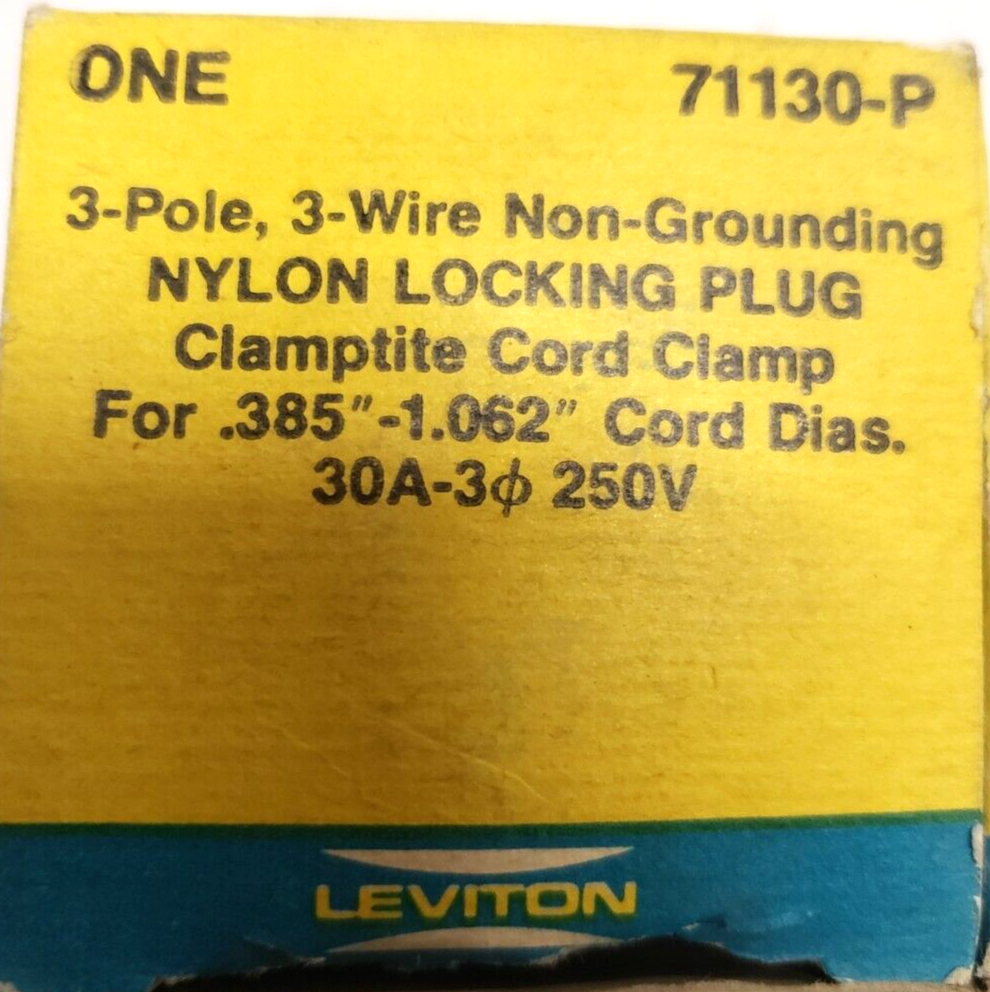 ONE 71130-P
3-Pole, 3-Wire Non-Grounding
NYLON LOCKING PLUG
Clamptite Cord Clamp
For .385″-1.062″ Cord Dias.
30A-3ϕ 250V
LEVITON